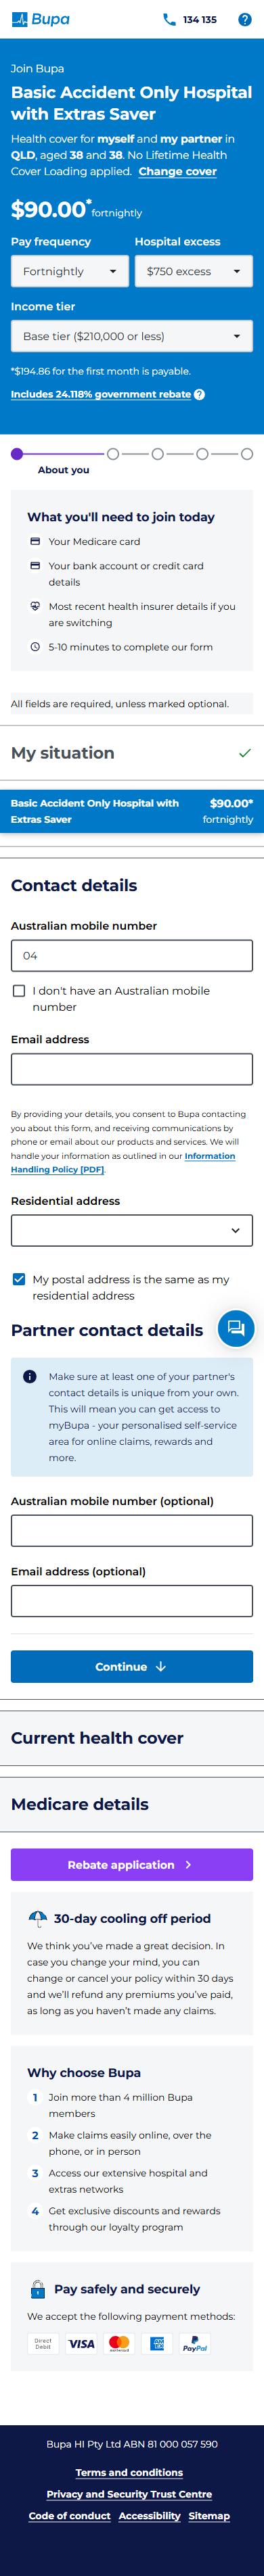 Bupa
134 135
Join Bupa
Basic Accident Only Hospital
with Extras Saver
Health cover for myself and my partner in
QLD, aged 38 and 38. No Lifetime Health
Cover Loading applied. Change cover
$90.00* fortnightly
Pay frequency
Hospital excess
Fortnightly
$750 excess
Income tier
Base tier ($210,000 or less)
*$194.86 for the first month is payable.
Includes 24.118% government rebate
About you
What you'll need to join today
Your Medicare card
Your bank account or credit card
details
Most recent health insurer details if you
are switching
5-10 minutes to complete our form
All fields are required, unless marked optional.
My situation
Basic Accident Only Hospital with
Extras Saver
$90.00*
fortnightly
Contact details
Australian mobile number
04
I don't have an Australian mobile
number
Email address
By providing your details, you consent to Bupa contacting
you about this form, and receiving communications by
phone or email about our products and services. We will
handle your information as outlined in our Information
Handling Policy [PDF].
Residential address
My postal address is the same as my
residential address
Partner contact details
Make sure at least one of your partner's
contact details is unique from your own.
This will mean you can get access to
myBupa - your personalised self-service
area for online claims, rewards and
more.
Australian mobile number (optional)
Email address (optional)
Continue
Current health cover
Medicare details
Rebate application
30-day cooling off period
We think you've made a great decision. In
case you change your mind, you can
change or cancel your policy within 30 days
and we'll refund any premiums you've paid,
as long as you haven't made any claims.
Why choose Bupa
1 Join more than 4 million Bupa
members
2 Make claims easily online, over the
phone, or in person
3 Access our extensive hospital and
extras networks
4 Get exclusive discounts and rewards
through our loyalty program
Pay safely and securely
We accept the following payment methods:
Direct
Debit
VISA
mastercard
AM
EX
PayPal
Bupa HI Pty Ltd ABN 81 000 057 590
Terms and conditions
Privacy and Security Trust Centre
Code of conduct Accessibility Sitemap